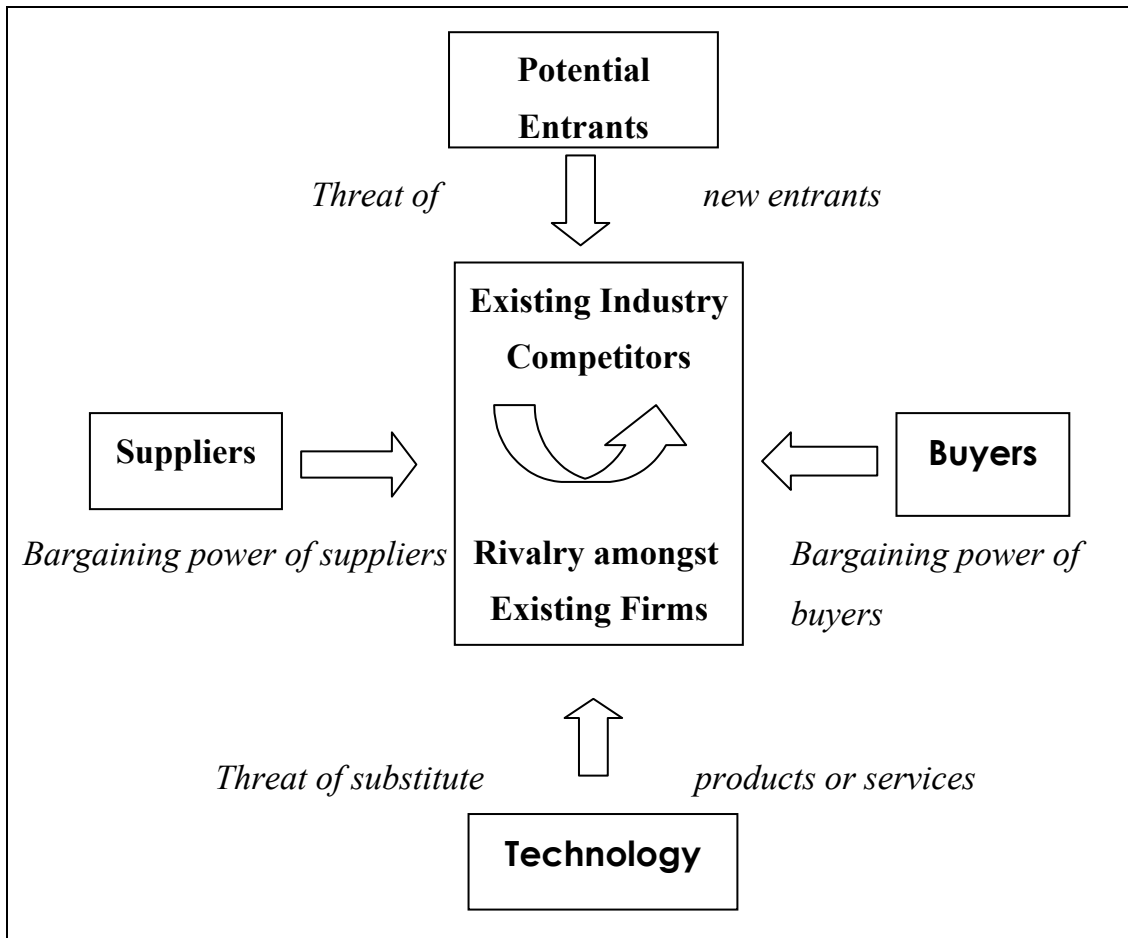 Potential
Entrants
Threat of new entrants
Existing Industry
Competitors
Suppliers
Buyers
Bargaining power of suppliers
Rivalry amongst
Existing Firms
Bargaining power of
buyers
Threat of substitute products or services
Technology